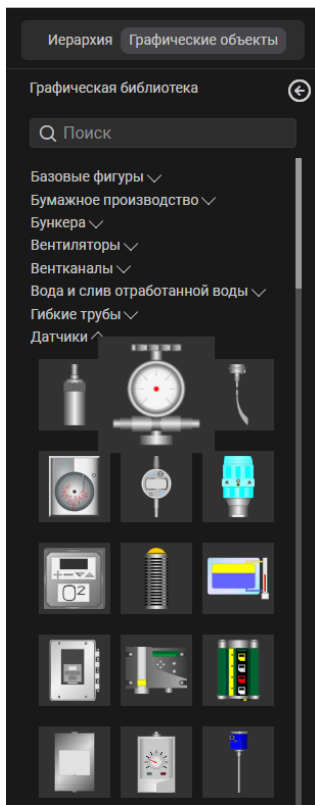 Иерархия Графические объекты
Графическая библиотека
Поиск
Базовые фигуры
Бумажное производство
Бункера
Вентиляторы
Вентканалы
Вода и слив отработанной воды
Гибкие трубы
Датчики
O2